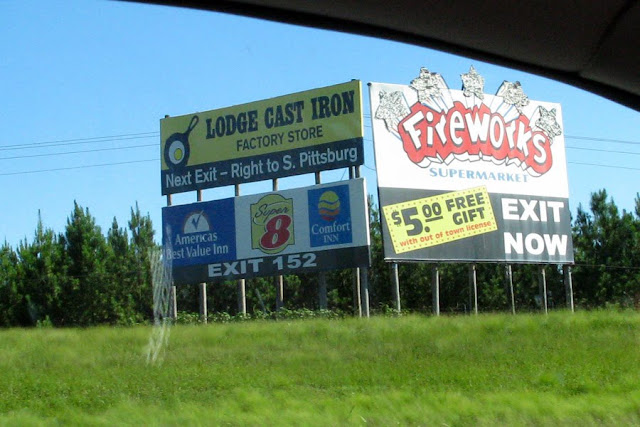 LODGE CAST IRON
FACTORY STORE
Next Exit – Right to S. Pittsburg
Americas
Best Value Inn
Super
8
Comfort
INN
EXIT 152
FireWorks
SUPERMARKET
$5.00 FREE
GIFT
with out of town license
EXIT
NOW